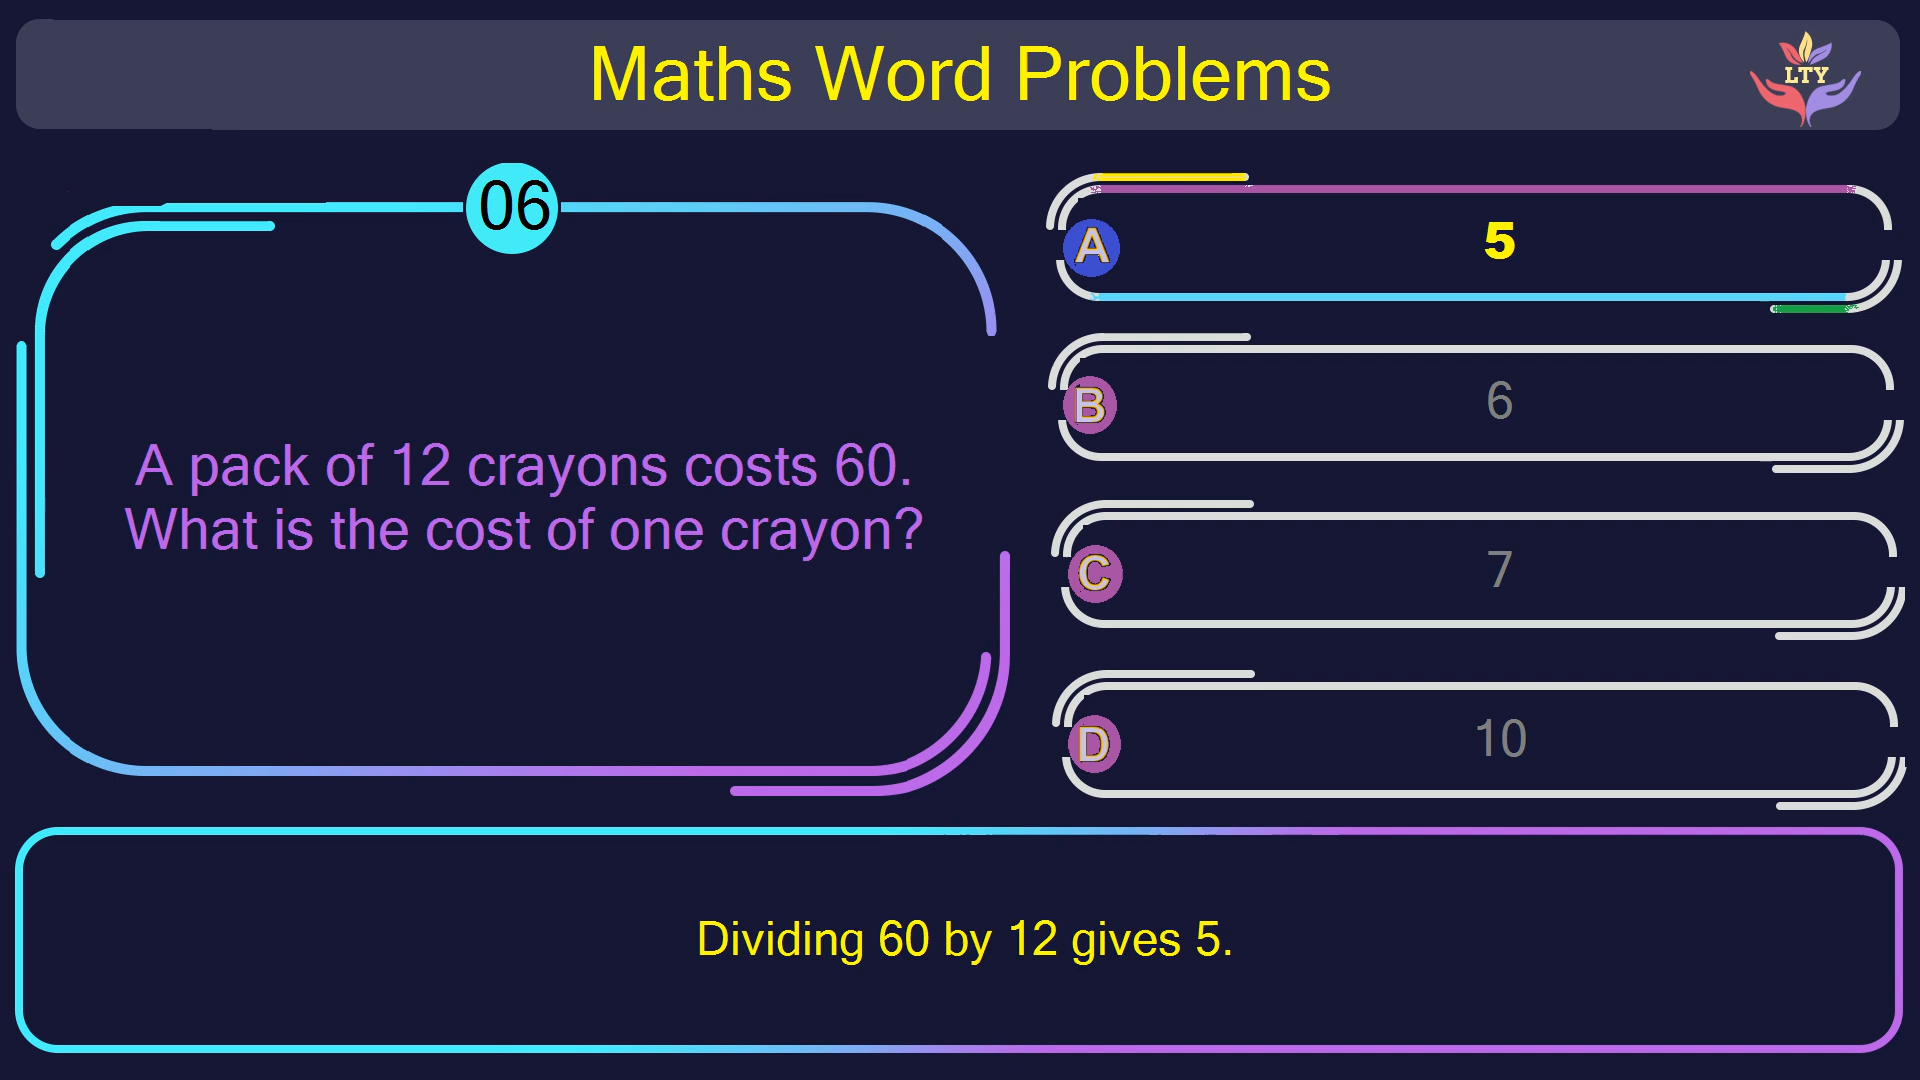 Maths Word Problems
LTY
06
A pack of 12 crayons costs 60.
What is the cost of one crayon?
A
5
B
6
C
7
D
10
Dividing 60 by 12 gives 5.